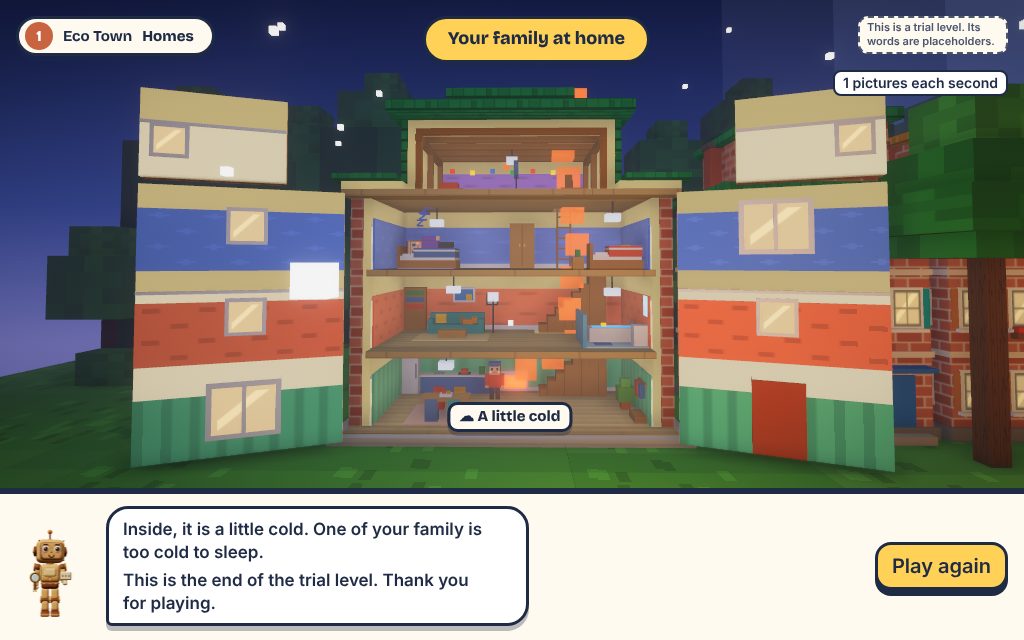 1 Eco Town Homes
Your family at home
This is a trial level. Its
words are placeholders.
1 pictures each second
☁ A little cold
Inside, it is a little cold. One of your family is
too cold to sleep.
This is the end of the trial level. Thank you
for playing.
Play again